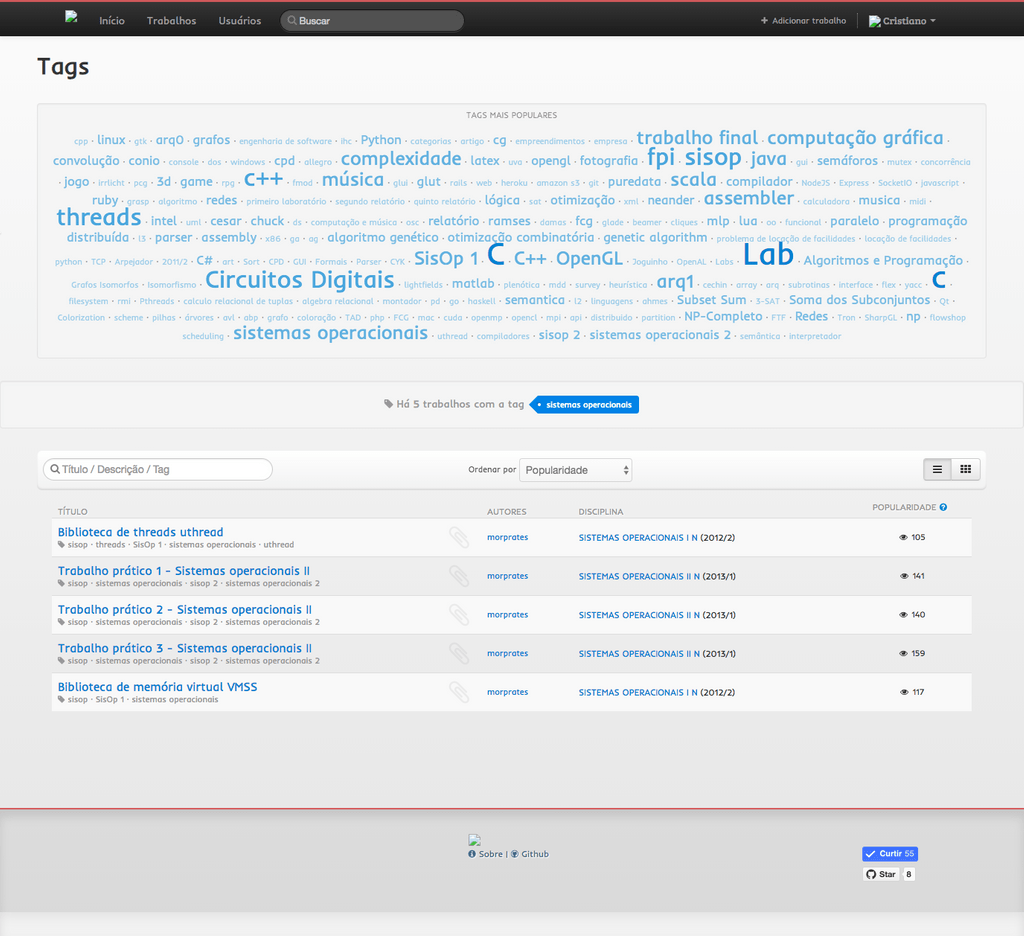 Início Trabalhos Usuários Buscar + Adicionar trabalho Cristiano
Tags
TAGS MAIS POPULARES
cpp · linux · gtk · arq0 · grafos · engenharia de software · ihc · Python · categorias · artigo · cg · empreendimentos · empresa · trabalho final · computação gráfica ·
convolução · conio · console · dos · windows · cpd · allegro · complexidade · latex · uvo · opengl · fotografia · fpi · sisop · java · gui · semáforos · mutex · concorrência
· jogo · irrlicht · pcg · 3d · game · rpg · c++ · fmod · música · glui · glut · rails · web · heroku · amazon s3 · git · puredata · scala · compilador · NodeJS · Express · SocketIO · javascript ·
ruby · grasp · algoritmo · redes · primeiro laboratório · segundo relatório · quinto relatório · lógica · sat · otimização · xml · neander · assembler · calculadora · musica · midi ·
threads · intel · uml · cesar · chuck · ds · computação e música · osc · relatório · ramses · damas · fcg · glade · beamer · cliques · mlp · lua · oo · funcional · paralelo · programação
distribuída · i3 · parser · assembly · x86 · ga · ag · algoritmo genético · otimização combinatória · genetic algorithm · problema de locação de facilidades · locação de facilidades ·
python · TCP · Arpejador · 2011/2 · C# · art · Sort · CPD · GUI · Formais · Parser · CYK · SisOp 1 · C · C++ · OpenGL · Joguinho · OpenAL · Labs · Lab · Algoritmos e Programação ·
Grafos Isomorfos · Isomorfismo · Circuitos Digitais · lightfields · matlab · plenótica · mdd · survey · heurística · arq1 · cechin · array · arq · subrotinas · interface · flex · yacc · C ·
filesystem · rmi · Pthreads · calculo relacional de tuplas · algebra relacional · montador · pd · go · haskell · semantica · l2 · linguagens · ahmes · Subset Sum · 3-SAT · Soma dos Subconjuntos · Qt ·
Colorization · scheme · pilhas · árvores · avl · abp · grafo · coloração · TAD · php · FCG · mac · cuda · openmp · opencl · mpi · api · distribuido · partition · NP-Completo · FTF · Redes · Tron · SharpGL · np · flowshop
scheduling · sistemas operacionais · uthread · compiladores · sisop 2 · sistemas operacionais 2 · semântica · interpretador
Há 5 trabalhos com a tag sistemas operacionais
Título / Descrição / Tag Ordenar por Popularidade
TÍTULO AUTORES DISCIPLINA POPULARIDADE ?
Biblioteca de threads uthread morprates SISTEMAS OPERACIONAIS I N (2012/2) 105
sisop · threads · SisOp 1 · sistemas operacionais · uthread
Trabalho prático 1 - Sistemas operacionais II morprates SISTEMAS OPERACIONAIS II N (2013/1) 141
sisop · sistemas operacionais · sisop 2 · sistemas operacionais 2
Trabalho prático 2 - Sistemas operacionais II morprates SISTEMAS OPERACIONAIS II N (2013/1) 140
sisop · sistemas operacionais · sisop 2 · sistemas operacionais 2
Trabalho prático 3 - Sistemas operacionais II morprates SISTEMAS OPERACIONAIS II N (2013/1) 159
sisop · sistemas operacionais · sisop 2 · sistemas operacionais 2
Biblioteca de memória virtual VMSS morprates SISTEMAS OPERACIONAIS I N (2012/2) 117
sisop · SisOp 1 · sistemas operacionais
Sobre | Github
Curtir 55
Star 8